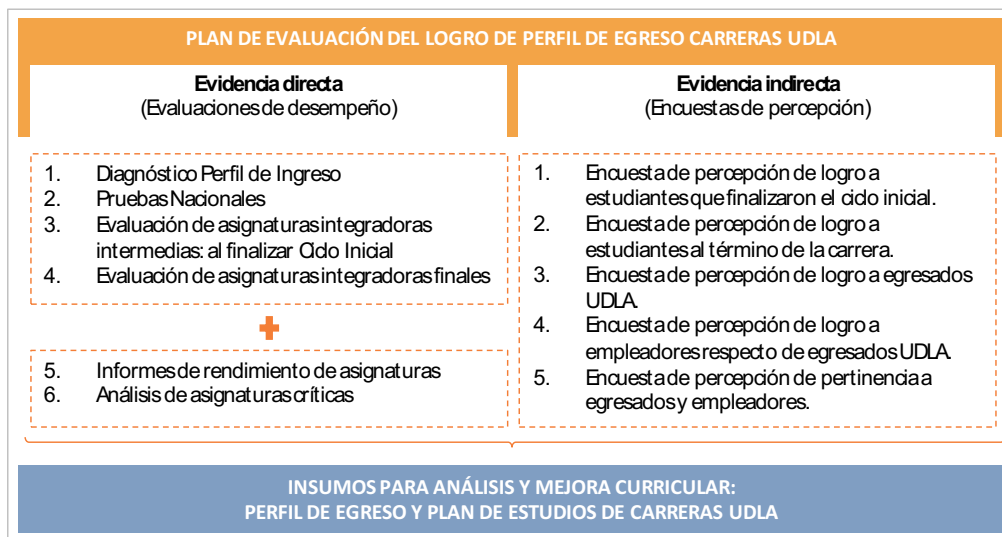 PLAN DE EVALUACIÓN DEL LOGRO DE PERFIL DE EGRESO CARRERAS UDLA
Evidencia directa
(Evaluaciones de desempeño)
1. Diagnóstico Perfil de Ingreso
2. Pruebas Nacionales
3. Evaluación de asignaturas integradoras
intermedias: al finalizar Ciclo Inicial
4. Evaluación de asignaturas integradoras finales
+
5. Informes de rendimiento de asignaturas
6. Análisis de asignaturas críticas
Evidencia indirecta
(Encuestas de percepción)
1. Encuesta de percepción de logro a
estudiantes que finalizaron el ciclo inicial.
2. Encuesta de percepción de logro a
estudiantes al término de la carrera.
3. Encuesta de percepción de logro a egresados
UDLA.
4. Encuesta de percepción de logro a
empleadores respecto de egresados UDLA.
5. Encuesta de percepción de pertinencia a
egresados y empleadores.
INSUMOS PARA ANÁLISIS Y MEJORA CURRICULAR:
PERFIL DE EGRESO Y PLAN DE ESTUDIOS DE CARRERAS UDLA